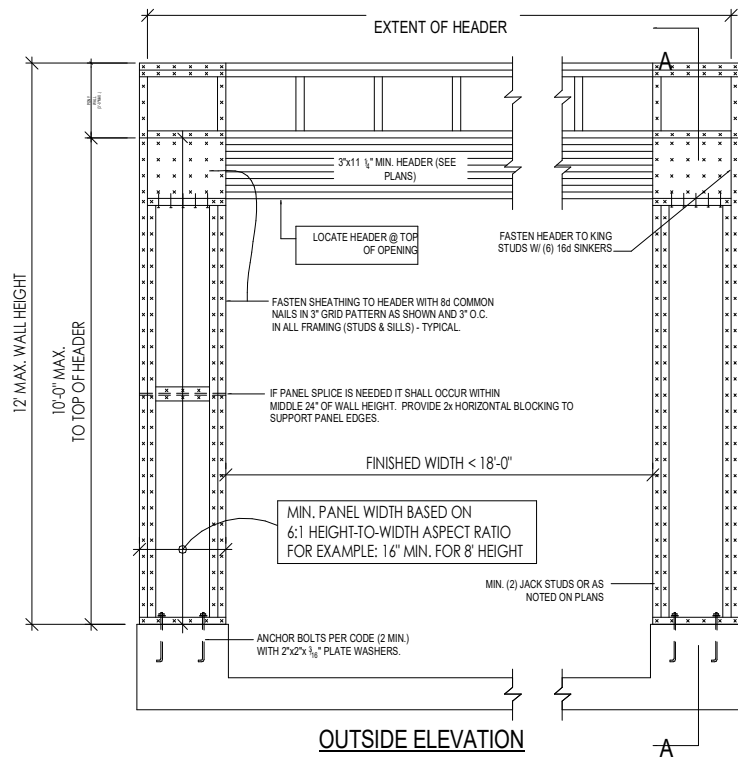 EXTENT OF HEADER
A
PONY
WALL
3"x11 ¼" MIN. HEADER (SEE
PLANS)
LOCATE HEADER @ TOP
OF OPENING
FASTEN HEADER TO KING
STUDS W/ (6) 16d SINKERS
FASTEN SHEATHING TO HEADER WITH 8d COMMON
NAILS IN 3" GRID PATTERN AS SHOWN AND 3" O.C.
IN ALL FRAMING (STUDS & SILLS) - TYPICAL.
12' MAX. WALL HEIGHT
10'-0" MAX.
TO TOP OF HEADER
IF PANEL SPLICE IS NEEDED IT SHALL OCCUR WITHIN
MIDDLE 24" OF WALL HEIGHT. PROVIDE 2x HORIZONTAL BLOCKING TO
SUPPORT PANEL EDGES.
FINISHED WIDTH < 18'-0"
MIN. PANEL WIDTH BASED ON
6:1 HEIGHT-TO-WIDTH ASPECT RATIO
FOR EXAMPLE: 16" MIN. FOR 8' HEIGHT
MIN. (2) JACK STUDS OR AS
NOTED ON PLANS
ANCHOR BOLTS PER CODE (2 MIN.)
WITH 2"x2"x 3/16" PLATE WASHERS.
OUTSIDE ELEVATION
A